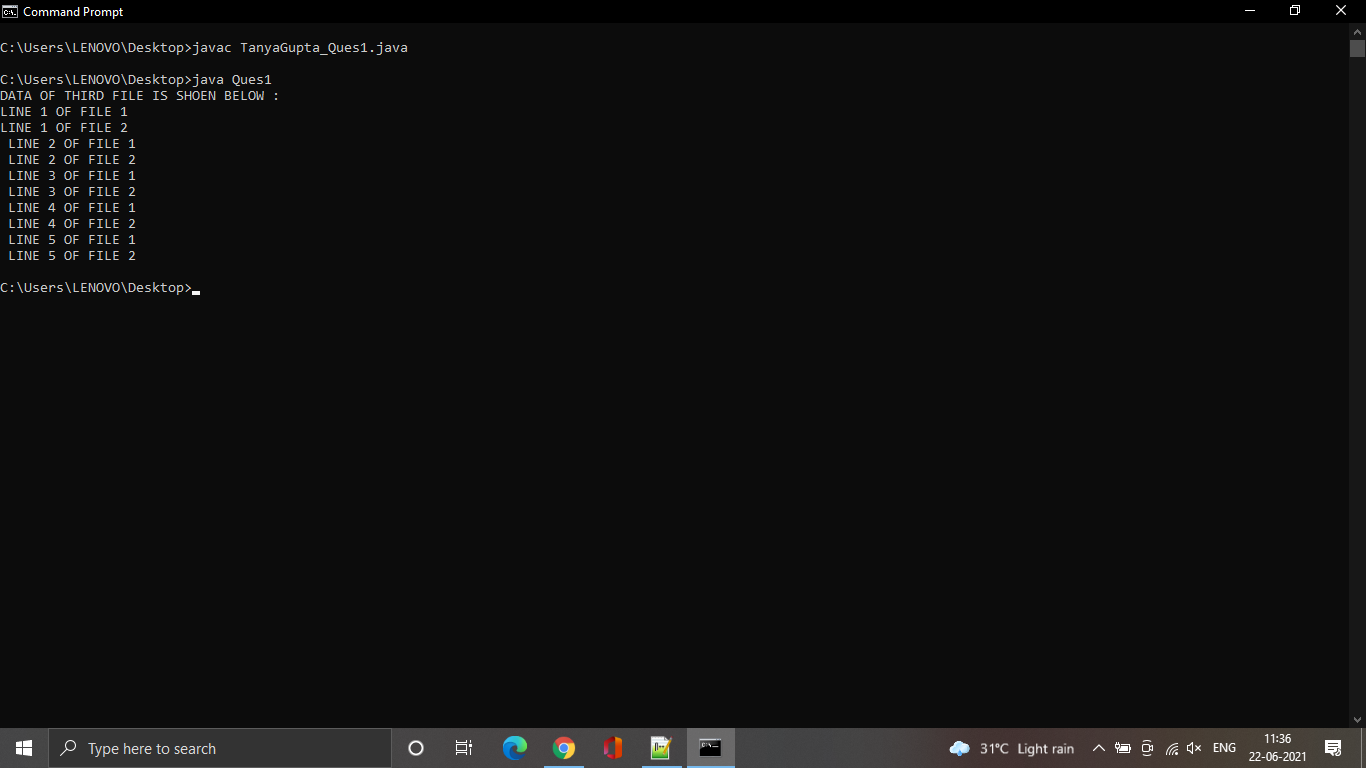 Command Prompt
C:\Users\LENOVO\Desktop>javac TanyaGupta_Ques1.java
C:\Users\LENOVO\Desktop>java Ques1
DATA OF THIRD FILE IS SHOEN BELOW :
LINE 1 OF FILE 1
LINE 1 OF FILE 2
 LINE 2 OF FILE 1
 LINE 2 OF FILE 2
 LINE 3 OF FILE 1
 LINE 3 OF FILE 2
 LINE 4 OF FILE 1
 LINE 4 OF FILE 2
 LINE 5 OF FILE 1
 LINE 5 OF FILE 2
C:\Users\LENOVO\Desktop>
Type here to search
31°C Light rain
ENG
11:36
22-06-2021